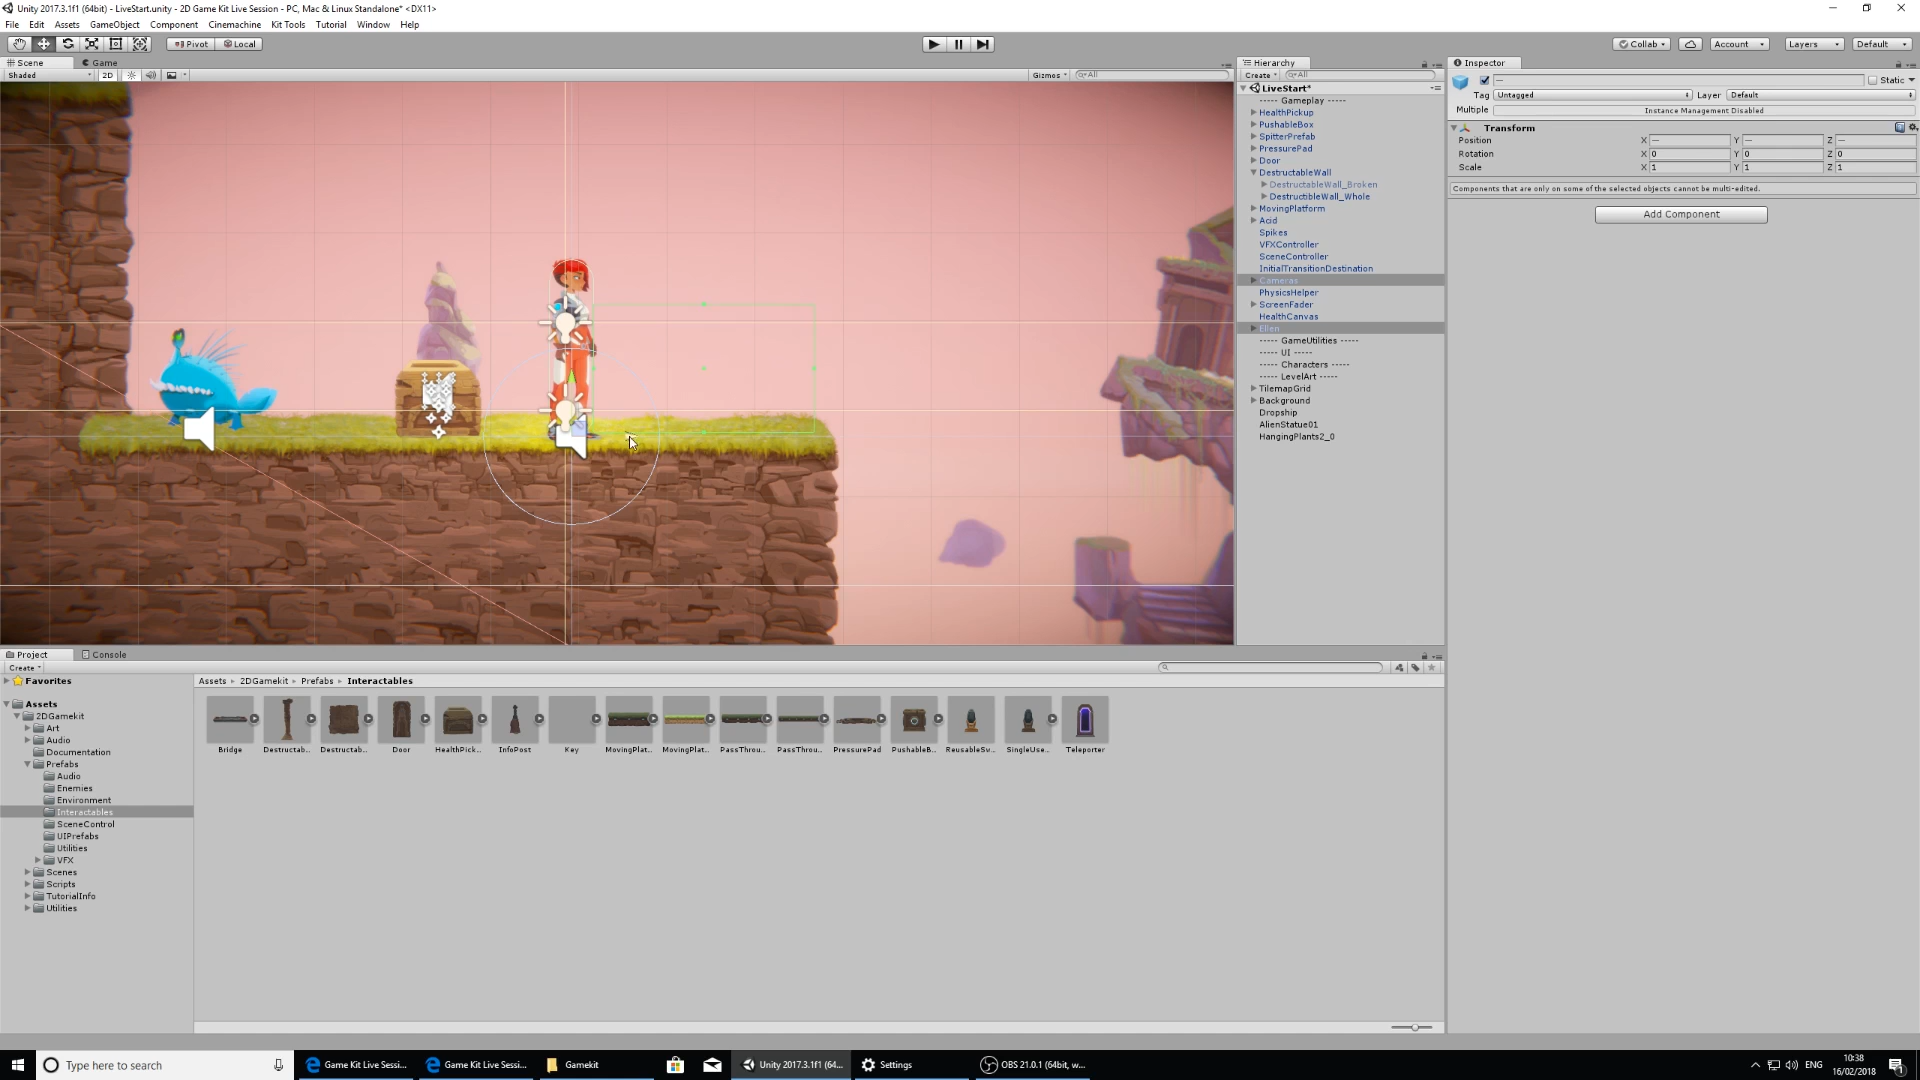 Unity 2017.3.1f1 (64bit) - LiveStart.unity - 2D Game Kit Live Session - PC, Mac & Linux Standalone* <DX11>
File Edit Assets GameObject Component Cinemachine Kit Tools Tutorial Window Help
Pivot Local Collab Account Layers Default
Scene Game
Shaded 2D Gizmos All
Hierarchy
Create All
LiveStart*
----- Gameplay -----
HealthPickup
PushableBox
SpitterPrefab
PressurePad
Door
DestructableWall
DestructableWall_Broken
DestructibleWall_Whole
MovingPlatform
Acid
Spikes
VFXController
SceneController
InitialTransitionDestination
Cameras
PhysicsHelper
ScreenFader
HealthCanvas
Ellen
----- GameUtilities -----
----- UI -----
----- Characters -----
----- LevelArt -----
TilemapGrid
Background
Dropship
AlienStatue01
HangingPlants2_0
Inspector
— Static
Tag Untagged Layer Default
Multiple Instance Management Disabled
Transform
Position X — Y — Z —
Rotation X 0 Y 0 Z 0
Scale X 1 Y 1 Z 1
Components that are only on some of the selected objects cannot be multi-edited.
Add Component
Project Console
Create
Favorites
Assets
2DGamekit
Art
Audio
Documentation
Prefabs
Audio
Enemies
Environment
Interactables
SceneControl
UIPrefabs
Utilities
VFX
Scenes
Scripts
TutorialInfo
Utilities
Assets 2DGamekit Prefabs Interactables
Bridge Destructab... Destructab... Door HealthPick... InfoPost Key MovingPlat... MovingPlat... PassThrou... PassThrou... PressurePad PushableB... ReusableSw... SingleUse... Teleporter
Type here to search Game Kit Live Sessi... Game Kit Live Sessi... Gamekit Unity 2017.3.1f1 (64... Settings OBS 21.0.1 (64bit, w... ENG 10:38
16/02/2018